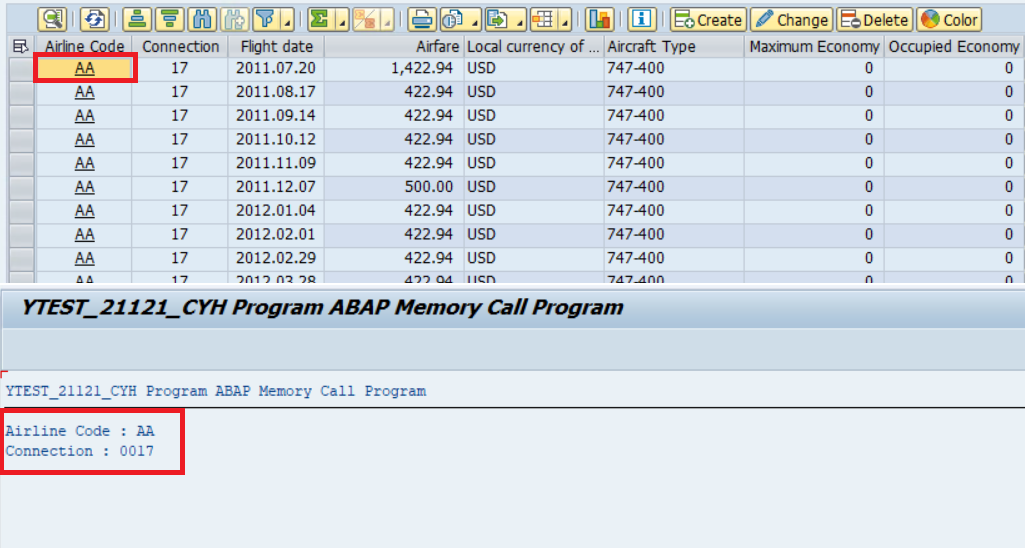 Create Change Delete Color
Airline Code Connection Flight date Airfare Local currency of ... Aircraft Type Maximum Economy Occupied Economy
AA 17 2011.07.20 1,422.94 USD 747-400 0 0
AA 17 2011.08.17 422.94 USD 747-400 0 0
AA 17 2011.09.14 422.94 USD 747-400 0 0
AA 17 2011.10.12 422.94 USD 747-400 0 0
AA 17 2011.11.09 422.94 USD 747-400 0 0
AA 17 2011.12.07 500.00 USD 747-400 0 0
AA 17 2012.01.04 422.94 USD 747-400 0 0
AA 17 2012.02.01 422.94 USD 747-400 0 0
AA 17 2012.02.29 422.94 USD 747-400 0 0
AA 17 2012.03.28 422.94 USD 747-400 0 0
YTEST_21121_CYH Program ABAP Memory Call Program
YTEST_21121_CYH Program ABAP Memory Call Program
Airline Code : AA
Connection : 0017